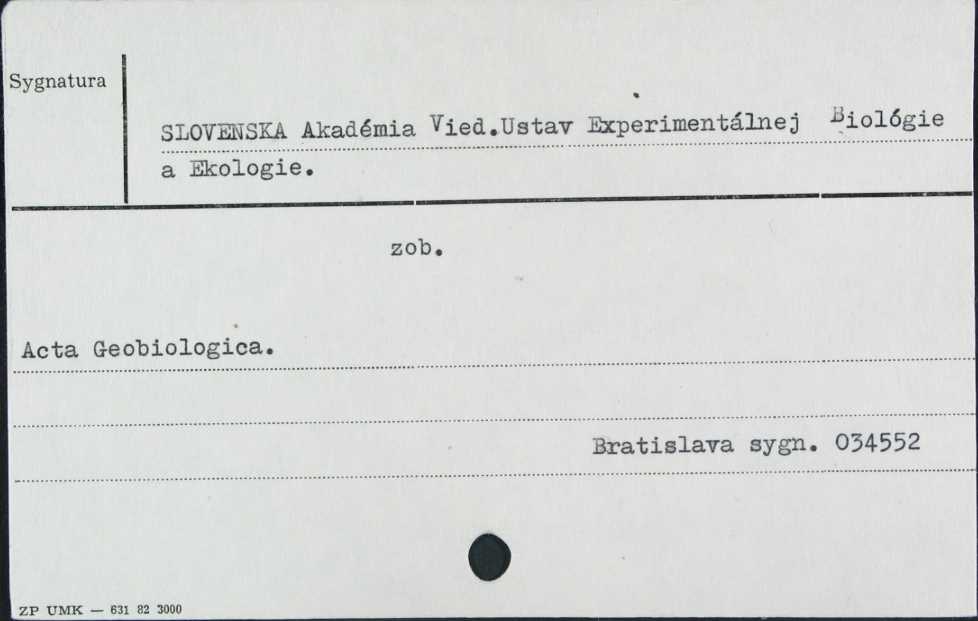 Sygnatura
SLOVENSKA Akadémia Vied.Ustav Experimentálnej Biológie
a Ekologie.
zob.
Acta Geobiologica.
Bratislava sygn. 034552
ZP UMK — 631 82 3000